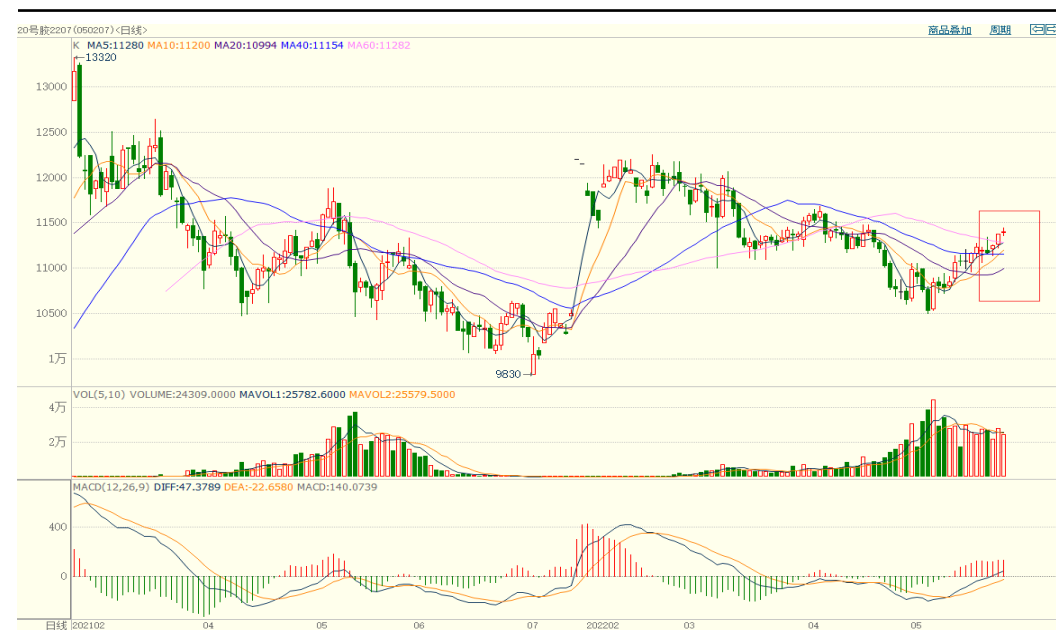 20号胶2207(050207)<日线> 商品叠加 周期
K MA5:11280 MA10:11200 MA20:10994 MA40:11154 MA60:11282
13320
13000
12500
12000
11500
11000
10500
1万
9830
VOL(5,10) VOLUME:24309.0000 MAVOL1:25782.6000 MAVOL2:25579.5000
4万
2万
MACD(12,26,9) DIFF:47.3789 DEA:-22.6580 MACD:140.0739
400
0
日线 202102 04 05 06 07 202202 03 04 05